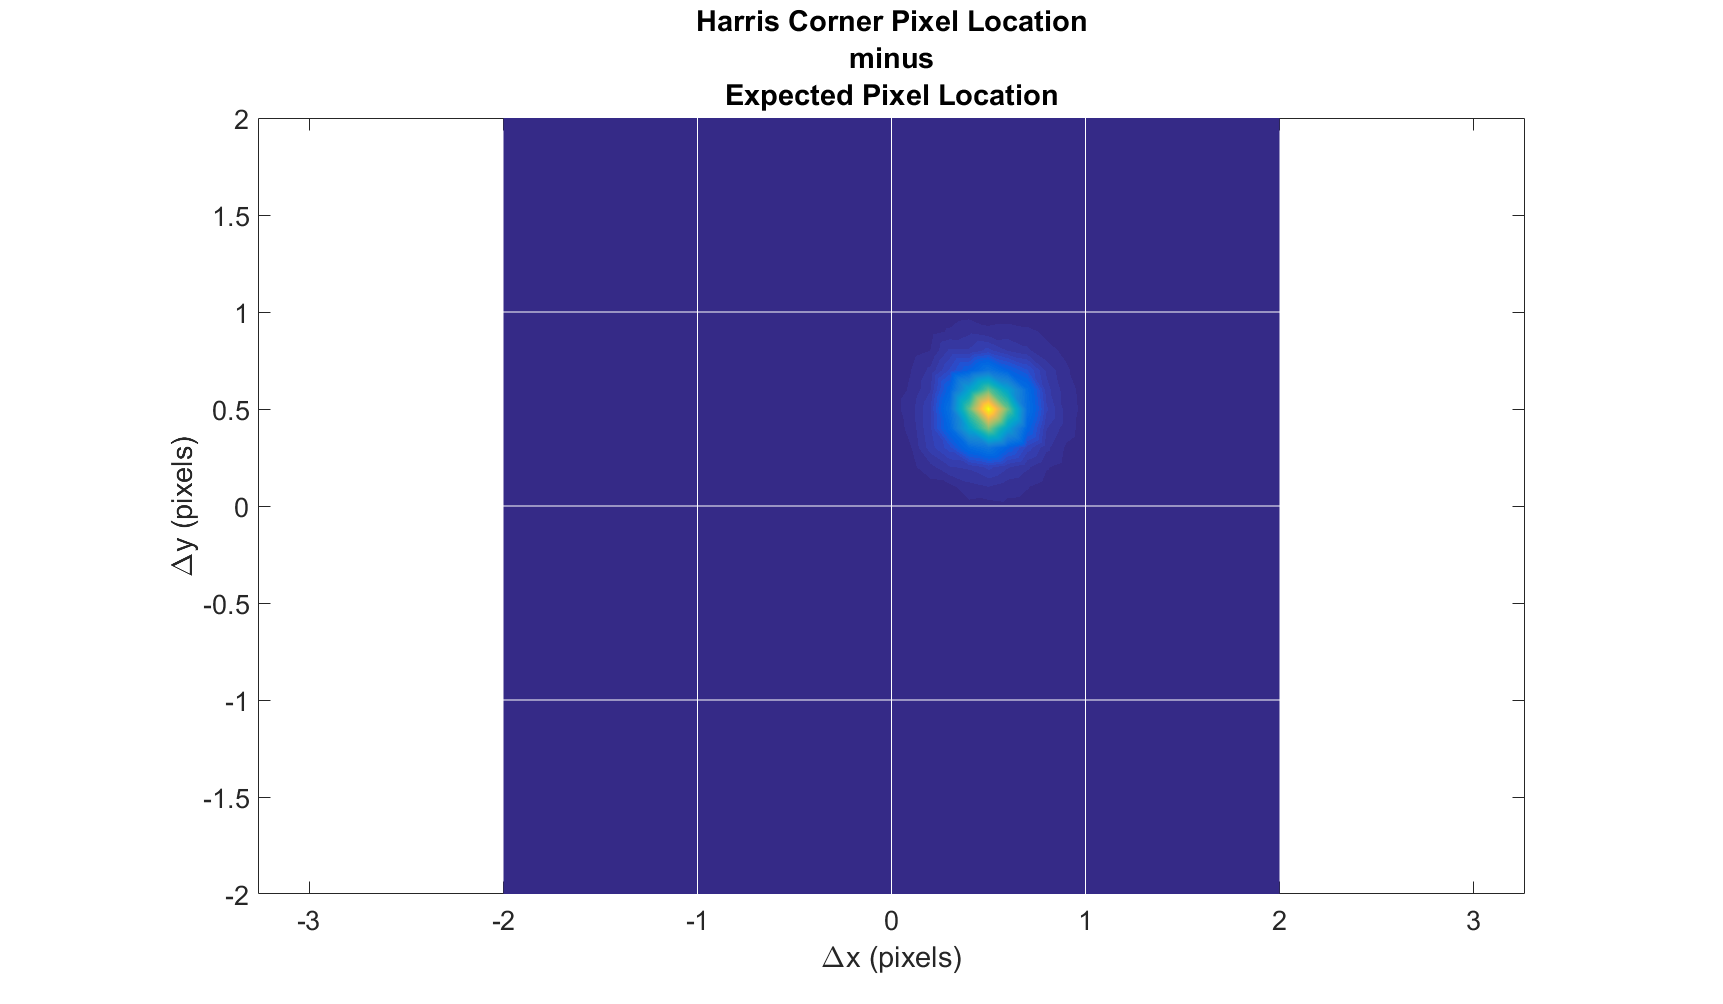 Harris Corner Pixel Location
minus
Expected Pixel Location
2
1.5
1
0.5
0
-0.5
-1
-1.5
-2
Δy (pixels)
-3 -2 -1 0 1 2 3
Δx (pixels)